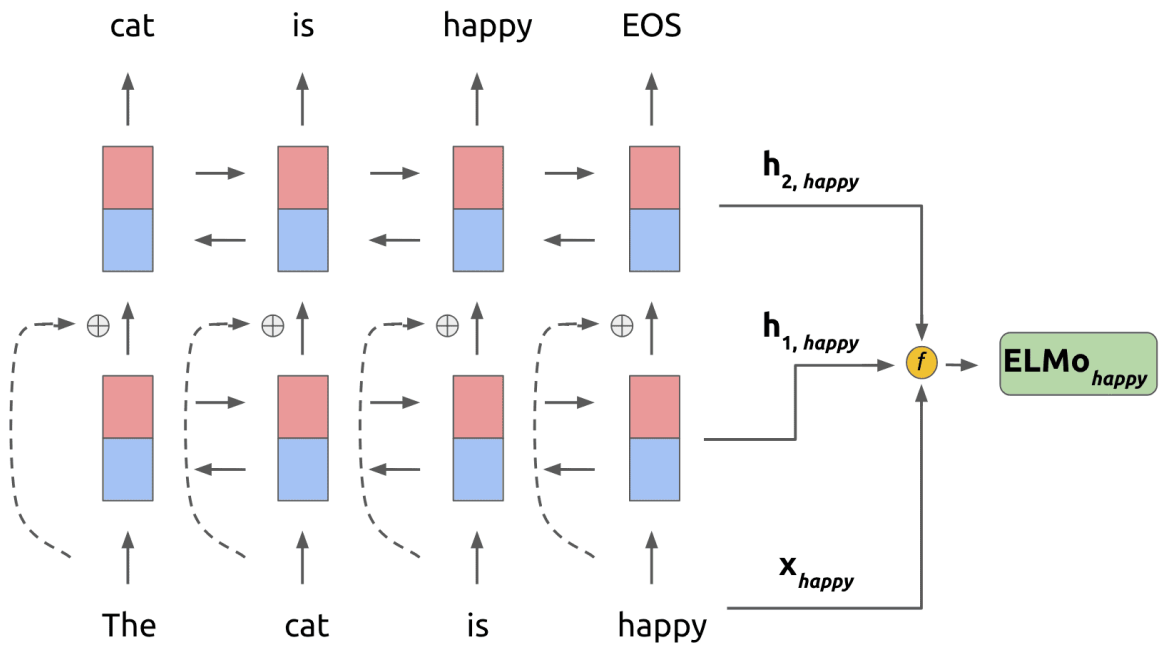 cat is happy EOS
h2, happy
h1, happy
f
ELMohappy
xhappy
The cat is happy